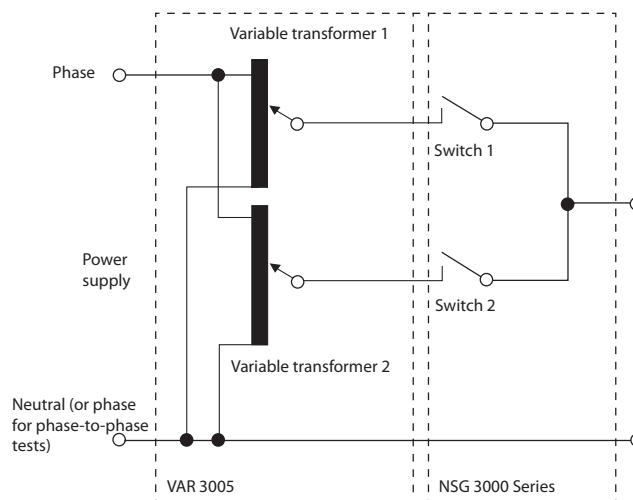 Variable transformer 1
Phase
Switch 1
Power
supply
Switch 2
Variable transformer 2
Neutral (or phase
for phase-to-phase
tests)
VAR 3005
NSG 3000 Series